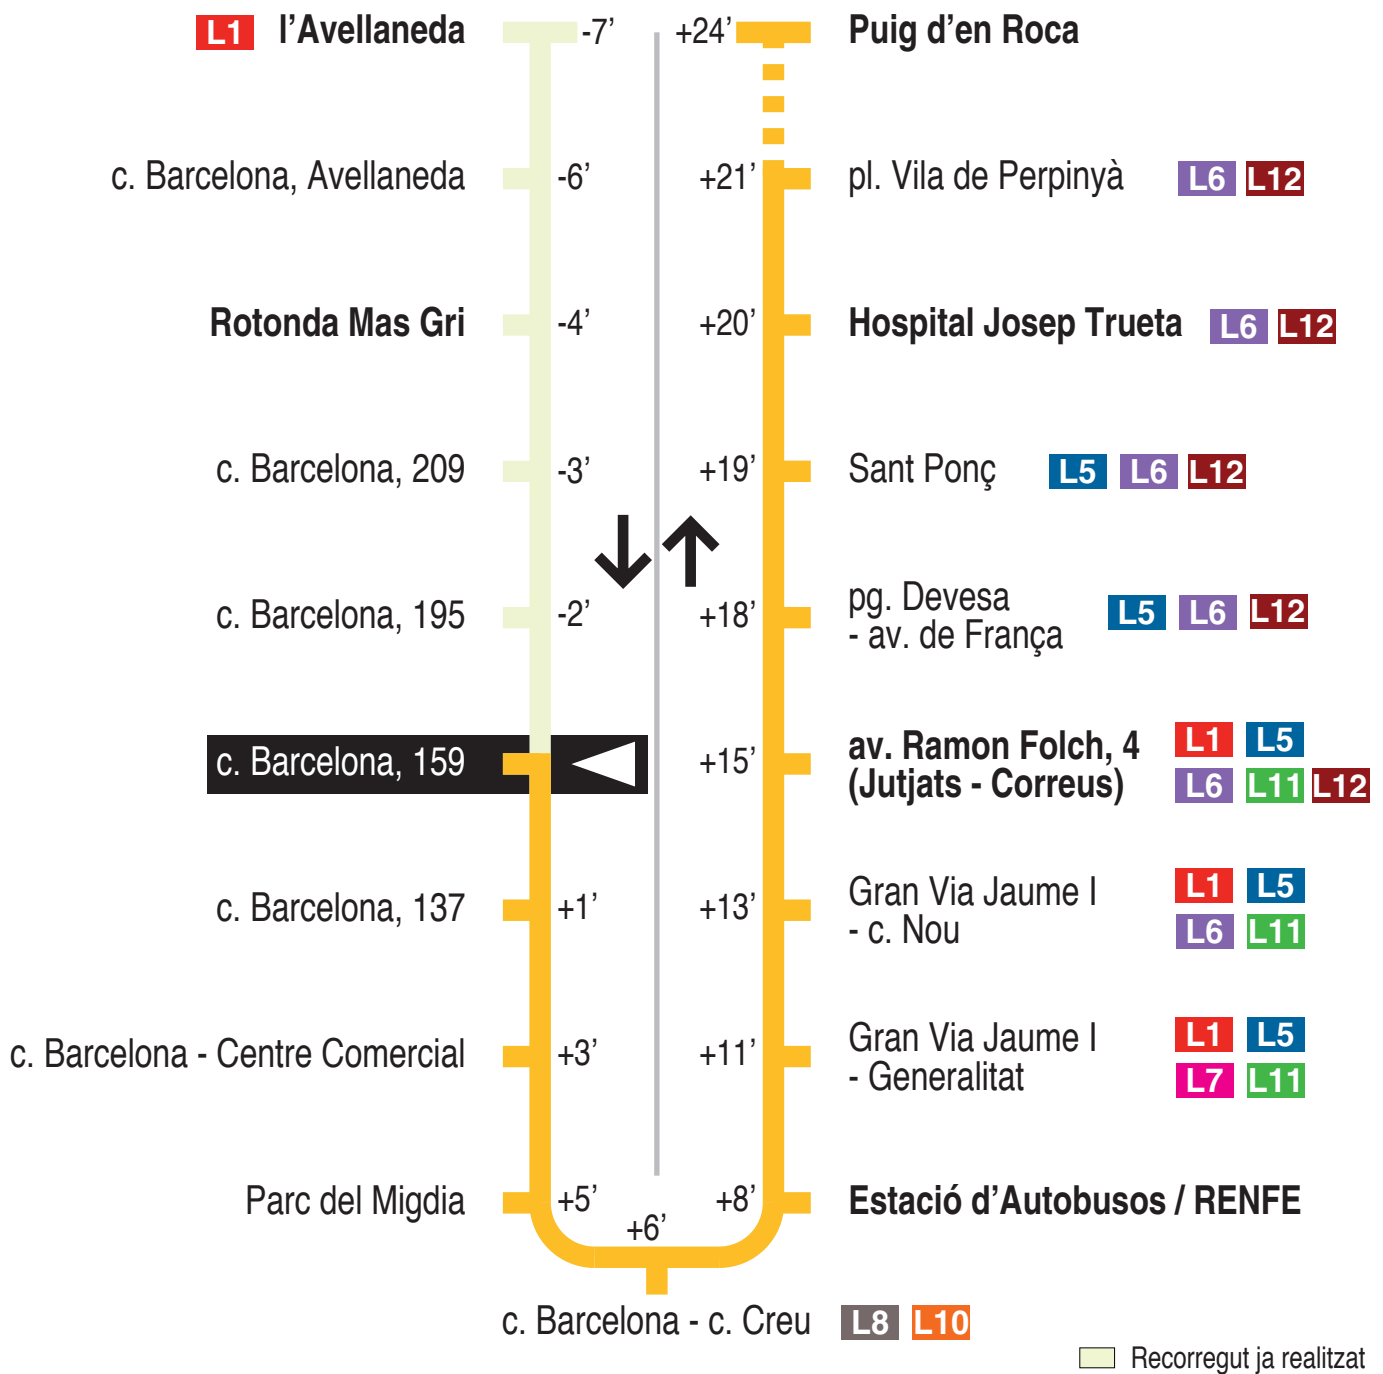 L1 l’Avellaneda -7’
c. Barcelona, Avellaneda -6’
Rotonda Mas Gri -4’
c. Barcelona, 209 -3’
c. Barcelona, 195 -2’
c. Barcelona, 159
c. Barcelona, 137 +1’
c. Barcelona - Centre Comercial +3’
Parc del Migdia +5’
+6’
c. Barcelona - c. Creu L8 L10
+24’ Puig d’en Roca
+21’ pl. Vila de Perpinyà L6 L12
+20’ Hospital Josep Trueta L6 L12
+19’ Sant Ponç L5 L6 L12
+18’ pg. Devesa
- av. de França L5 L6 L12
+15’ av. Ramon Folch, 4 L1 L5
(Jutjats - Correus) L6 L11 L12
+13’ Gran Via Jaume I L1 L5
- c. Nou L6 L11
+11’ Gran Via Jaume I L1 L5
- Generalitat L7 L11
+8’ Estació d’Autobusos / RENFE
Recorregut ja realitzat